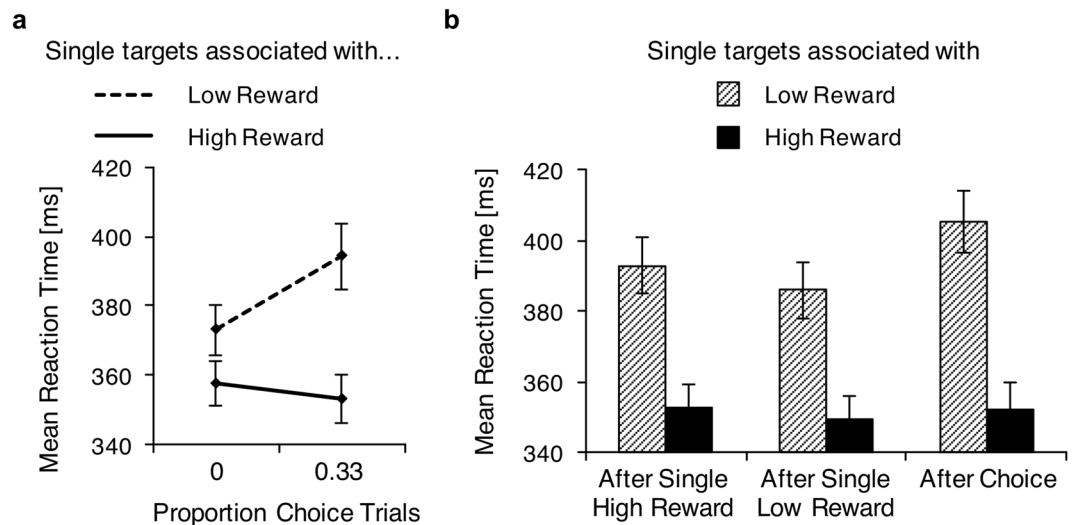 a
Single targets associated with...
Low Reward
High Reward
Mean Reaction Time [ms]
420
400
380
360
340
0
0.33
Proportion Choice Trials
b
Single targets associated with
Low Reward
High Reward
Mean Reaction Time [ms]
420
400
380
360
340
After Single
High Reward
After Single
Low Reward
After Choice